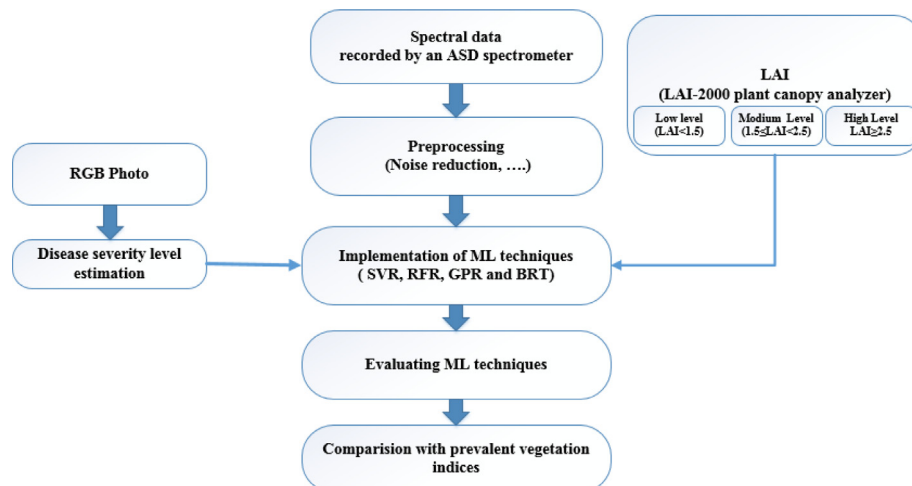 Spectral data
recorded by an ASD spectrometer
LAI
(LAI-2000 plant canopy analyzer)
Low level
(LAI<1.5)
Modium Level
(1.5≤LAI<2.5)
High Level
LAI≥2.5
Preprocessing
(Noise reduction, ….)
RGB Photo
Disease severity level
estimation
Implementation of ML techniques
( SVR, RFR, GPR and BRT)
Evaluating ML techniques
Comparision with prevalent vegetation
indices